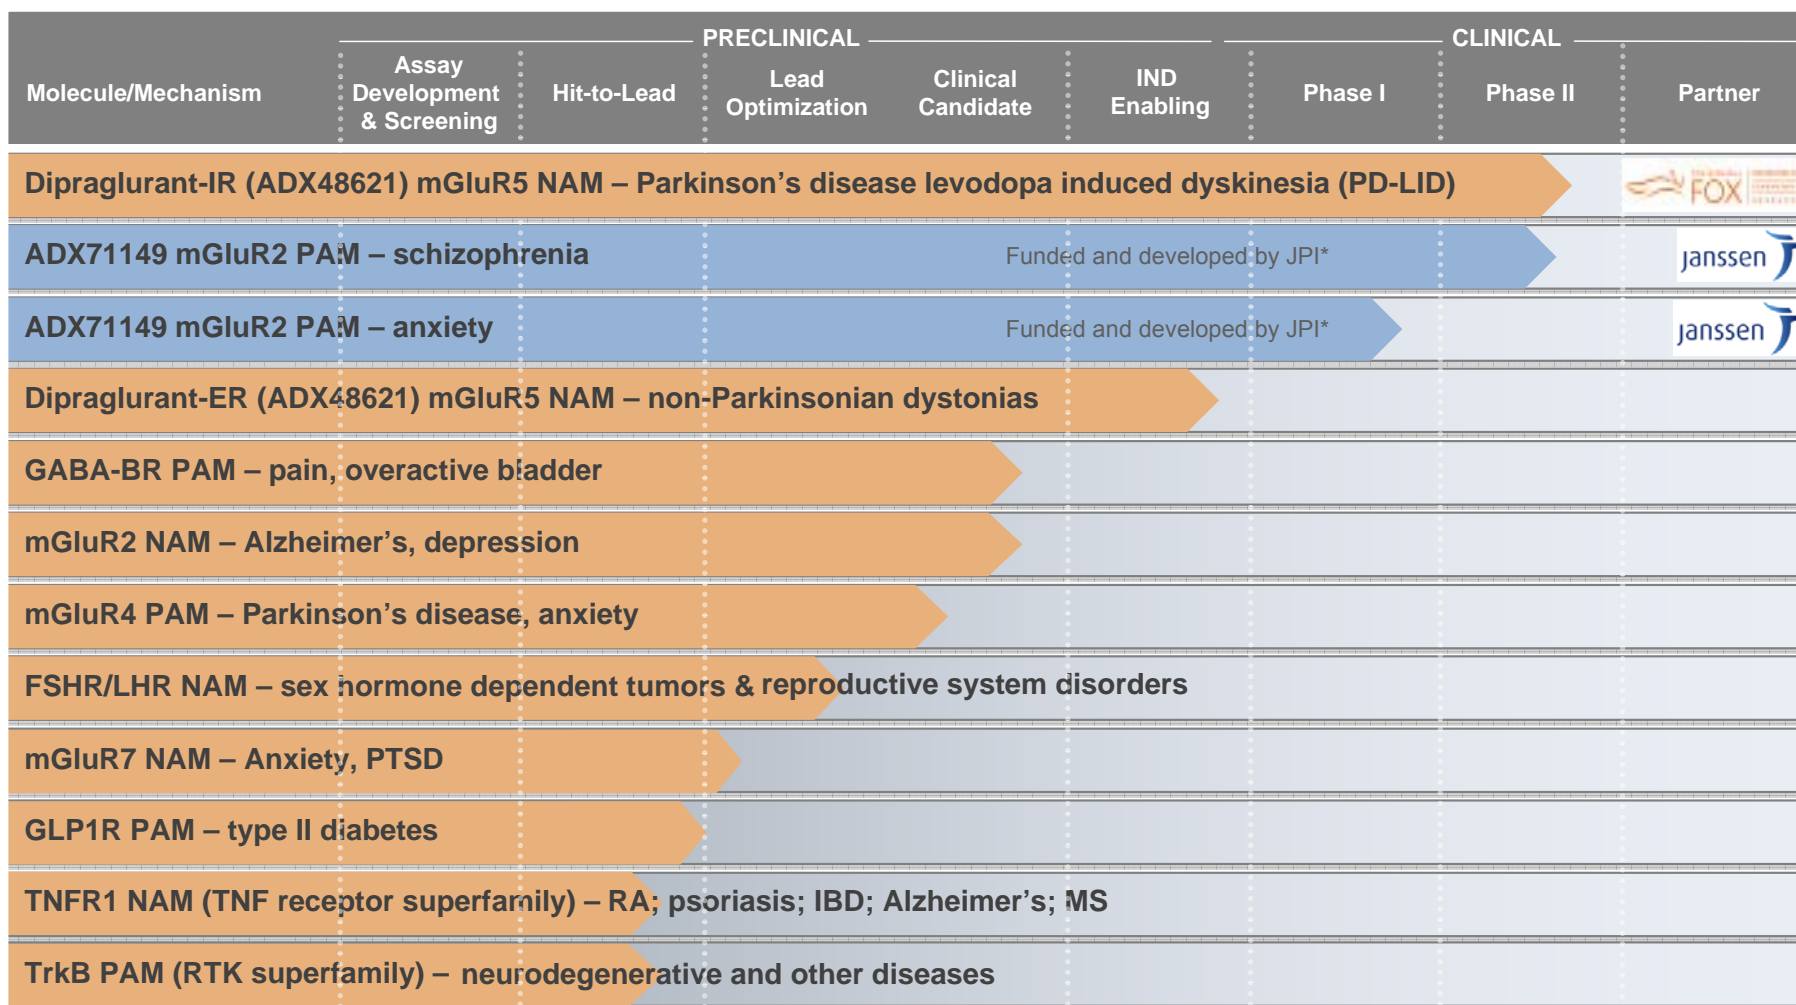 PRECLINICAL
CLINICAL
Molecule/Mechanism
Assay
Development
& Screening
Hit-to-Lead
Lead
Optimization
Clinical
Candidate
IND
Enabling
Phase I
Phase II
Partner
Dipraglurant-IR (ADX48621) mGluR5 NAM – Parkinson's disease levodopa induced dyskinesia (PD-LID)
FOX
ADX71149 mGluR2 PAM – schizophrenia
Funded and developed by JPI*
janssen
ADX71149 mGluR2 PAM – anxiety
Funded and developed by JPI*
janssen
Dipraglurant-ER (ADX48621) mGluR5 NAM – non-Parkinsonian dystonias
GABA-BR PAM – pain, overactive bladder
mGluR2 NAM – Alzheimer's, depression
mGluR4 PAM – Parkinson's disease, anxiety
FSHR/LHR NAM – sex hormone dependent tumors & reproductive system disorders
mGluR7 NAM – Anxiety, PTSD
GLP1R PAM – type II diabetes
TNFR1 NAM (TNF receptor superfamily) – RA; psoriasis; IBD; Alzheimer's; MS
TrkB PAM (RTK superfamily) – neurodegenerative and other diseases